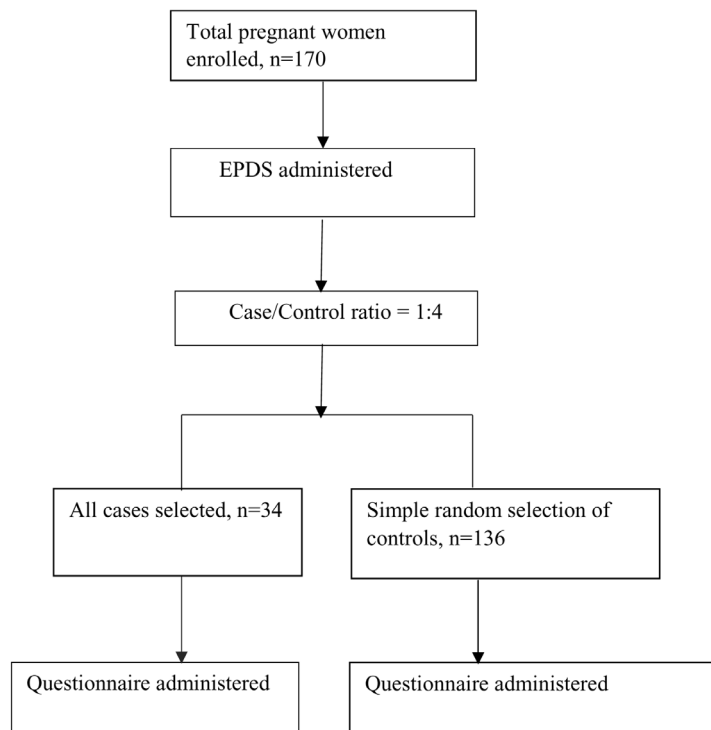 Total pregnant women
enrolled, n=170
EPDS administered
Case/Control ratio = 1:4
All cases selected, n=34
Simple random selection of
controls, n=136
Questionnaire administered
Questionnaire administered